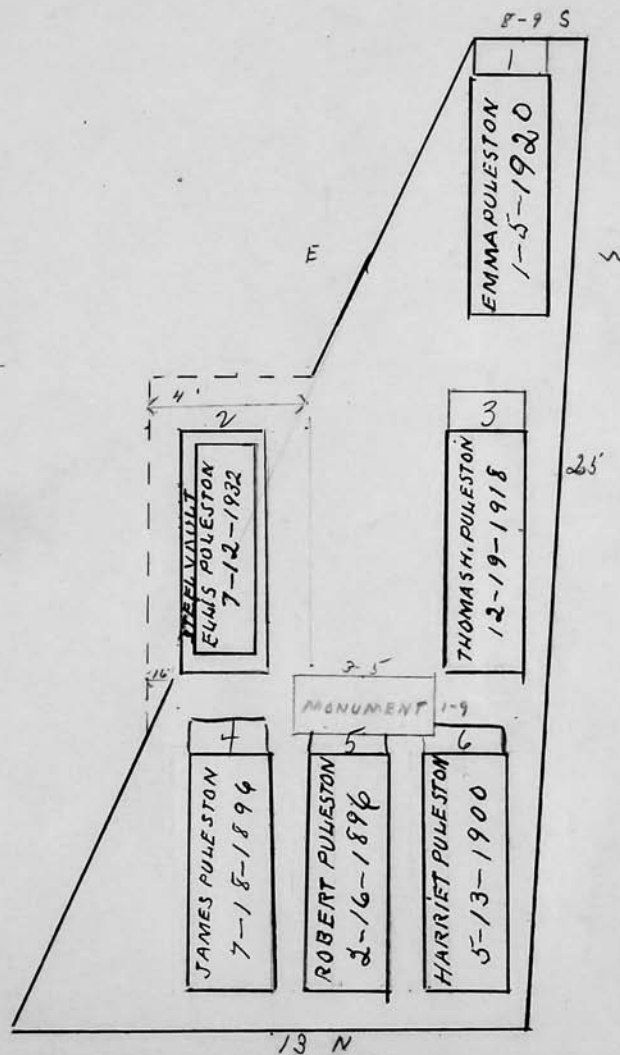 8-9 S
1
EMMA PULESTON
1-5-1920
E
S
4'
2
3
STEEL VAULT
ELLIS PULESTON
7-12-1932
THOMAS H. PULESTON
12-19-1918
25
16"
3-5
MONUMENT
1-9
4
5
6
JAMES PULESTON
7-18-1896
ROBERT PULESTON
2-16-1896
HARRIET PULESTON
5-13-1900
13 N